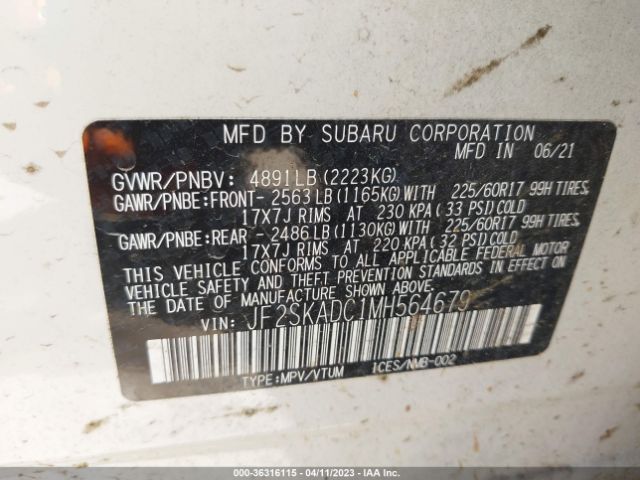 MFD BY SUBARU CORPORATION
MFD IN 06/21
GVWR/PNBV: 4891LB(2223KG)
GAWR/PNBE:FRONT- 2563LB(1165KG)WITH 225/60R17 99H TIRES,
17X7J RIMS AT 230 KPA(33 PSI)COLD
GAWR/PNBE:REAR - 2486LB(1130KG)WITH 225/60R17 99H TIRES,
17X7J RIMS AT 220 KPA(32 PSI)COLD
THIS VEHICLE CONFORMS TO ALL APPLICABLE FEDERAL MOTOR
VEHICLE SAFETY AND THEFT PREVENTION STANDARDS IN EFFECT ON
THE DATE OF MANUFACTURE SHOWN ABOVE.
VIN: JF2SKADC1MH564679
TYPE:MPV/VTUM ICES/NMB-002
000-36316115 - 04/11/2023 - IAA Inc.